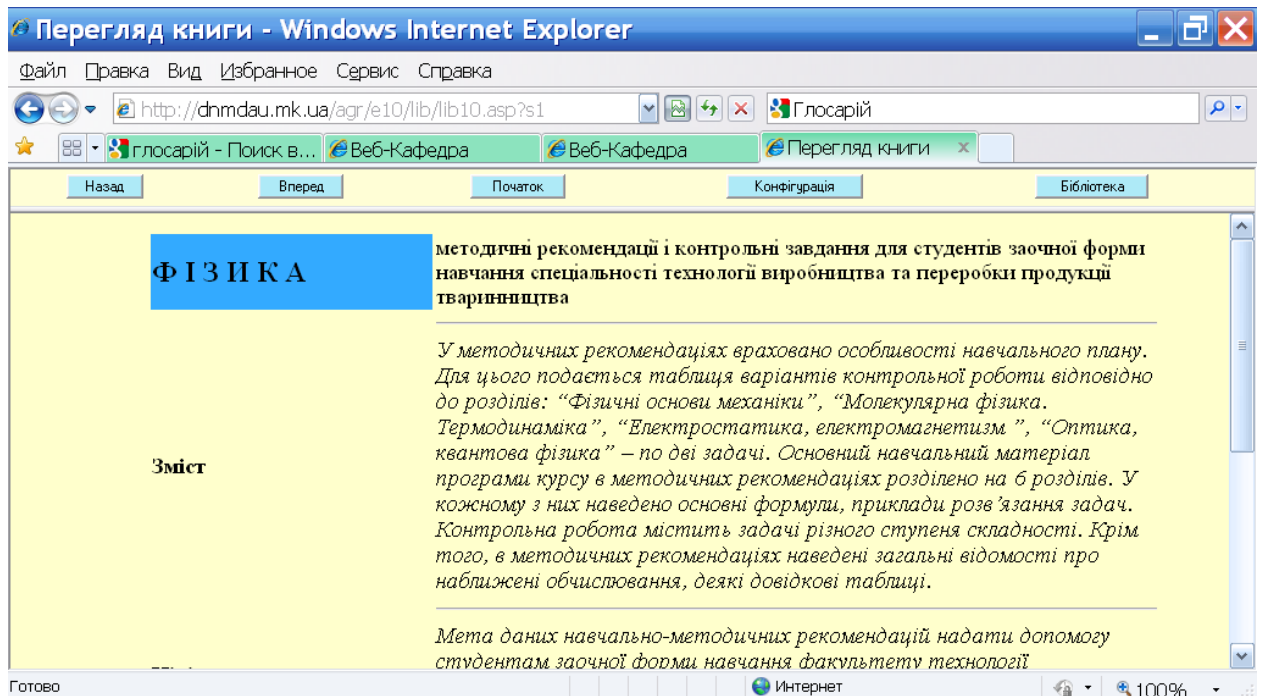 Перегляд книги - Windows Internet Explorer
Файл Правка Вид Избранное Сервис Справка
http://dnmdau.mk.ua/agr/e10/lib/lib10.asp?s1 Глосарій
глосарій - Поиск в... Веб-Кафедра Веб-Кафедра Перегляд книги
Назад Вперед Початок Конфігурація Бібліотека
Ф І З И К А
методичні рекомендації і контрольні завдання для студентів заочної форми
навчання спеціальності технології виробництва та переробки продукції
тваринництва
Зміст
У методичних рекомендаціях враховано особливості навчального плану.
Для цього подається таблиця варіантів контрольної роботи відповідно
до розділів: “Фізичні основи механіки”, “Молекулярна фізика.
Термодинаміка”, “Електростатика, електромагнетизм ”, “Оптика,
квантова фізика” – по дві задачі. Основний навчальний матеріал
програми курсу в методичних рекомендаціях розділено на 6 розділів. У
кожному з них наведено основні формули, приклади розв’язання задач.
Контрольна робота містить задачі різного ступеня складності. Крім
того, в методичних рекомендаціях наведені загальні відомості про
наближені обчислювання, деякі довідкові таблиці.
Мета даних навчально-методичних рекомендацій надати допомогу
студентам заочної форми навчання факультету технології
Готово Интернет 100%